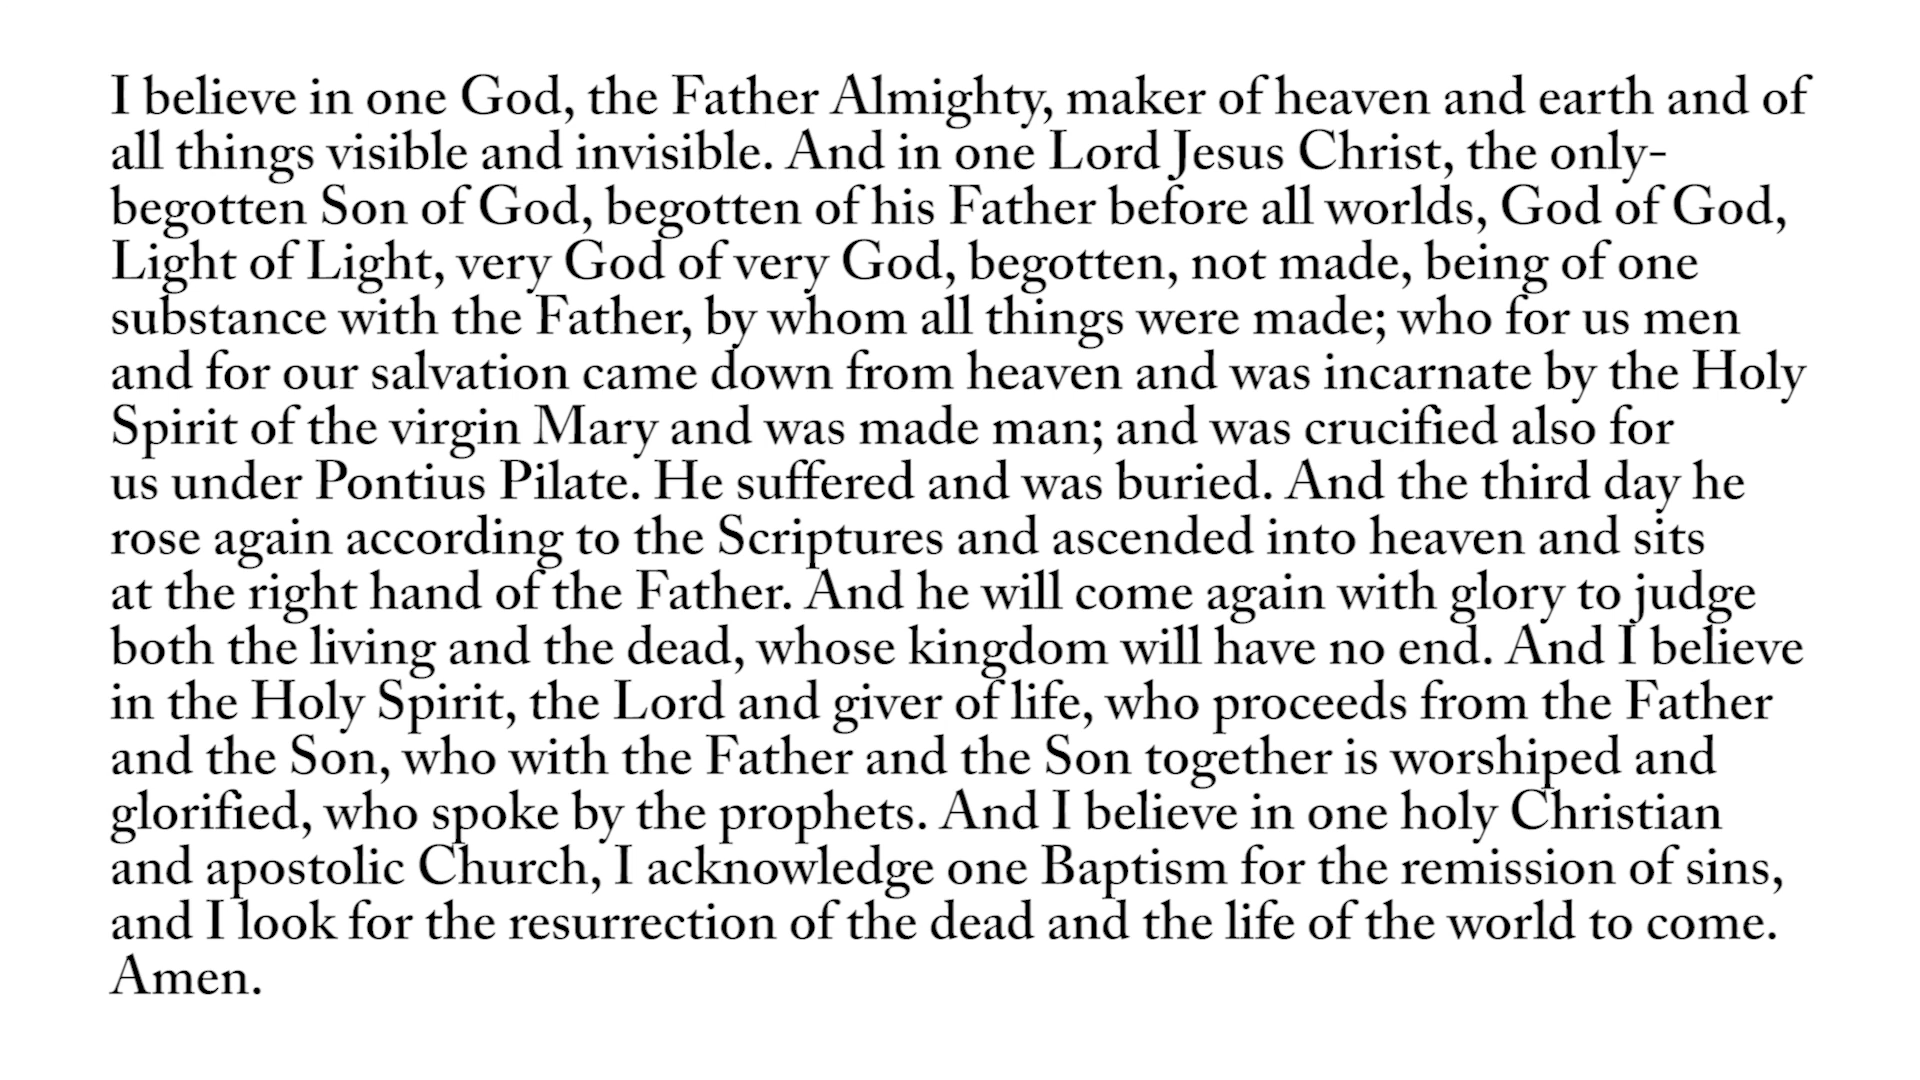 I believe in one God, the Father Almighty, maker of heaven and earth and of
all things visible and invisible. And in one Lord Jesus Christ, the only-
begotten Son of God, begotten of his Father before all worlds, God of God,
Light of Light, very God of very God, begotten, not made, being of one
substance with the Father, by whom all things were made; who for us men
and for our salvation came down from heaven and was incarnate by the Holy
Spirit of the virgin Mary and was made man; and was crucified also for
us under Pontius Pilate. He suffered and was buried. And the third day he
rose again according to the Scriptures and ascended into heaven and sits
at the right hand of the Father. And he will come again with glory to judge
both the living and the dead, whose kingdom will have no end. And I believe
in the Holy Spirit, the Lord and giver of life, who proceeds from the Father
and the Son, who with the Father and the Son together is worshiped and
glorified, who spoke by the prophets. And I believe in one holy Christian
and apostolic Church, I acknowledge one Baptism for the remission of sins,
and I look for the resurrection of the dead and the life of the world to come.
Amen.